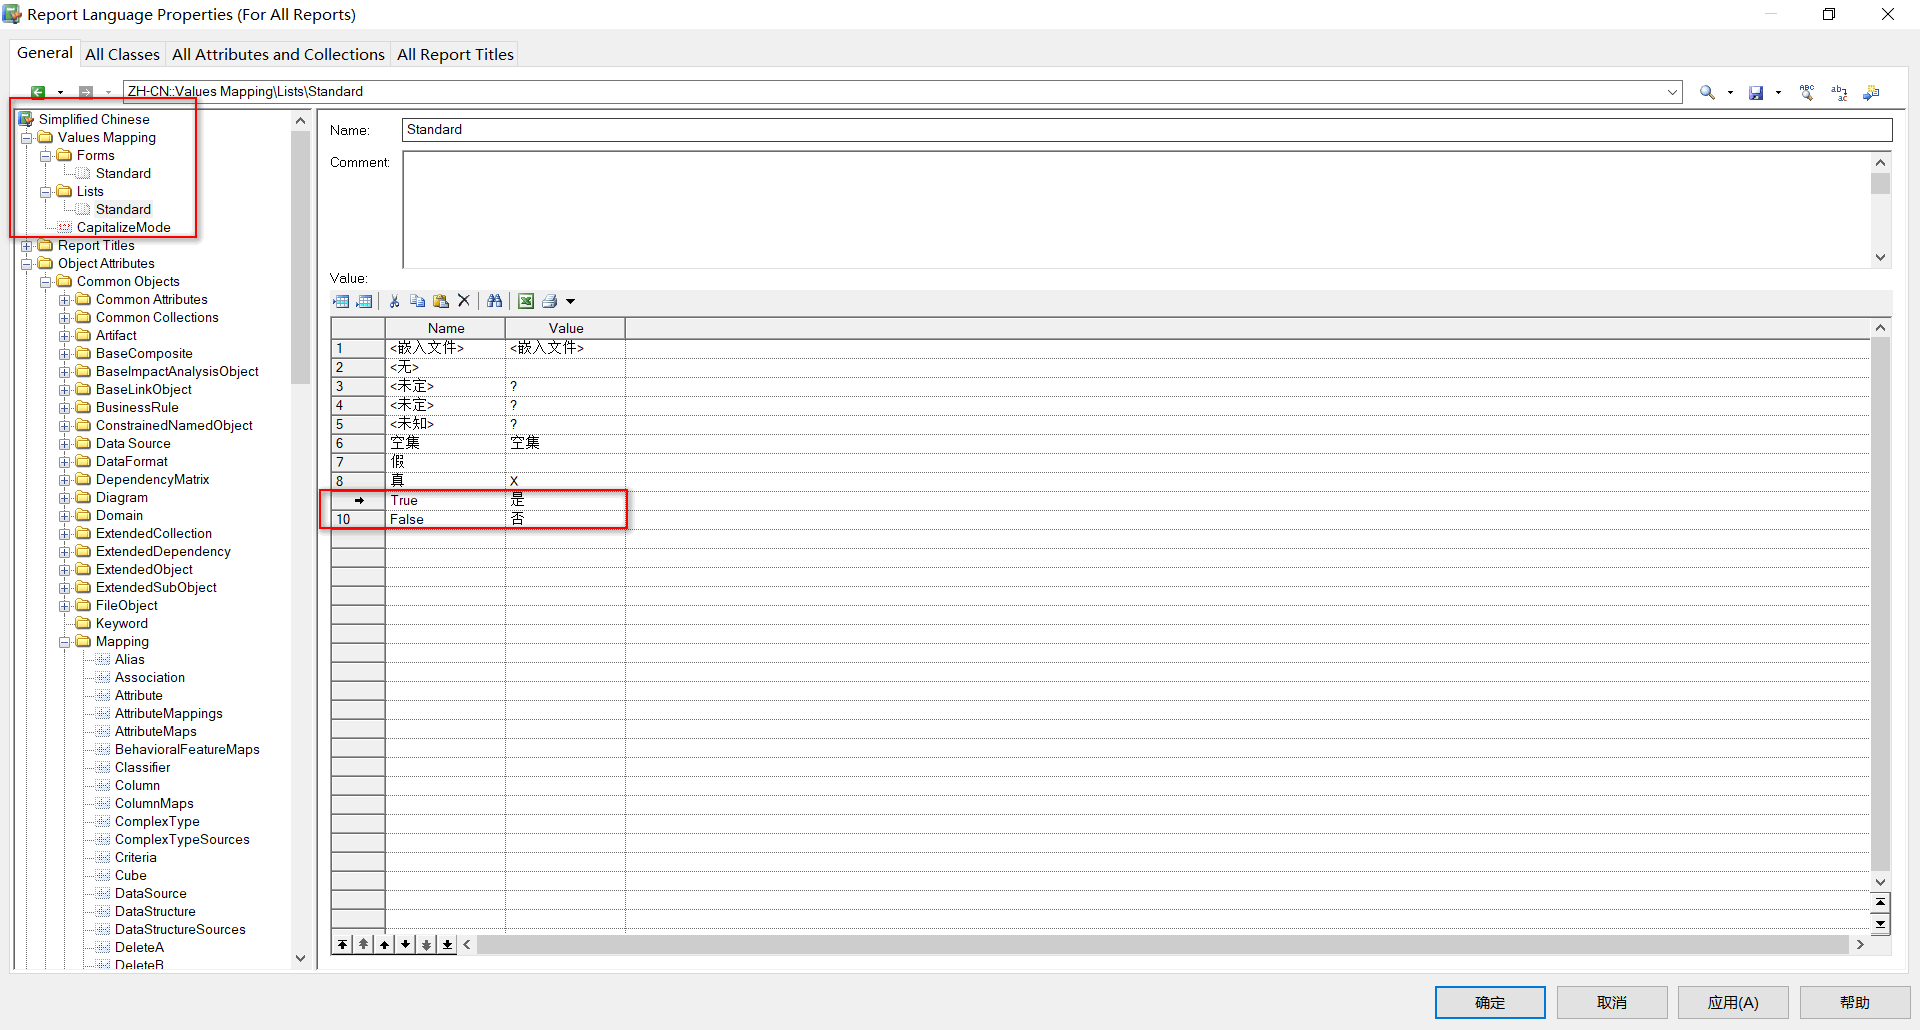 Report Language Properties (For All Reports)
General
All Classes
All Attributes and Collections
All Report Titles
ZH-CN::Values Mapping\Lists\Standard
Simplified Chinese
Values Mapping
Forms
Standard
Lists
Standard
CapitalizeMode
Report Titles
Object Attributes
Common Objects
Common Attributes
Common Collections
Artifact
BaseComposite
BaseImpactAnalysisObject
BaseLinkObject
BusinessRule
ConstrainedNamedObject
Data Source
DataFormat
DependencyMatrix
Diagram
Domain
ExtendedCollection
ExtendedDependency
ExtendedObject
ExtendedSubObject
FileObject
Keyword
Mapping
Alias
Association
Attribute
AttributeMappings
AttributeMaps
BehavioralFeatureMaps
Classifier
Column
ColumnMaps
ComplexType
ComplexTypeSources
Criteria
Cube
DataSource
DataStructure
DataStructureSources
DeleteA
DeleteB
Name: Standard
Comment:
Value:
Name Value
1 <嵌入文件> <嵌入文件>
2 <无>
3 <未定> ?
4 <未定> ?
5 <未知> ?
6 空集 空集
7 假
8 真 X
True 是
10 False 否
确定
取消
应用(A)
帮助